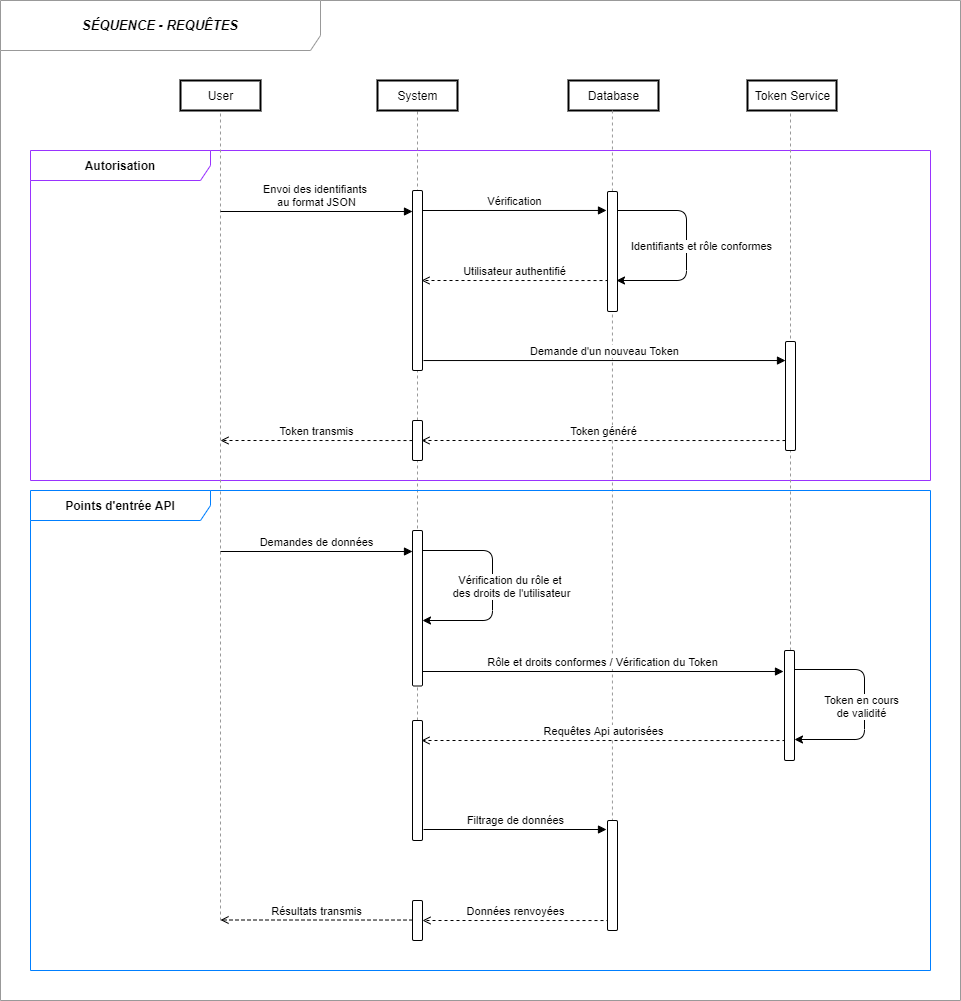 SÉQUENCE - REQUÊTES
User
System
Database
Token Service
Autorisation
Envoi des identifiants
au format JSON
Vérification
Identifiants et rôle conformes
Utilisateur authentifié
Demande d'un nouveau Token
Token transmis
Token généré
Points d'entrée API
Demandes de données
Vérification du rôle et
des droits de l'utilisateur
Rôle et droits conformes / Vérification du Token
Token en cours
de validité
Requêtes Api autorisées
Filtrage de données
Résultats transmis
Données renvoyées